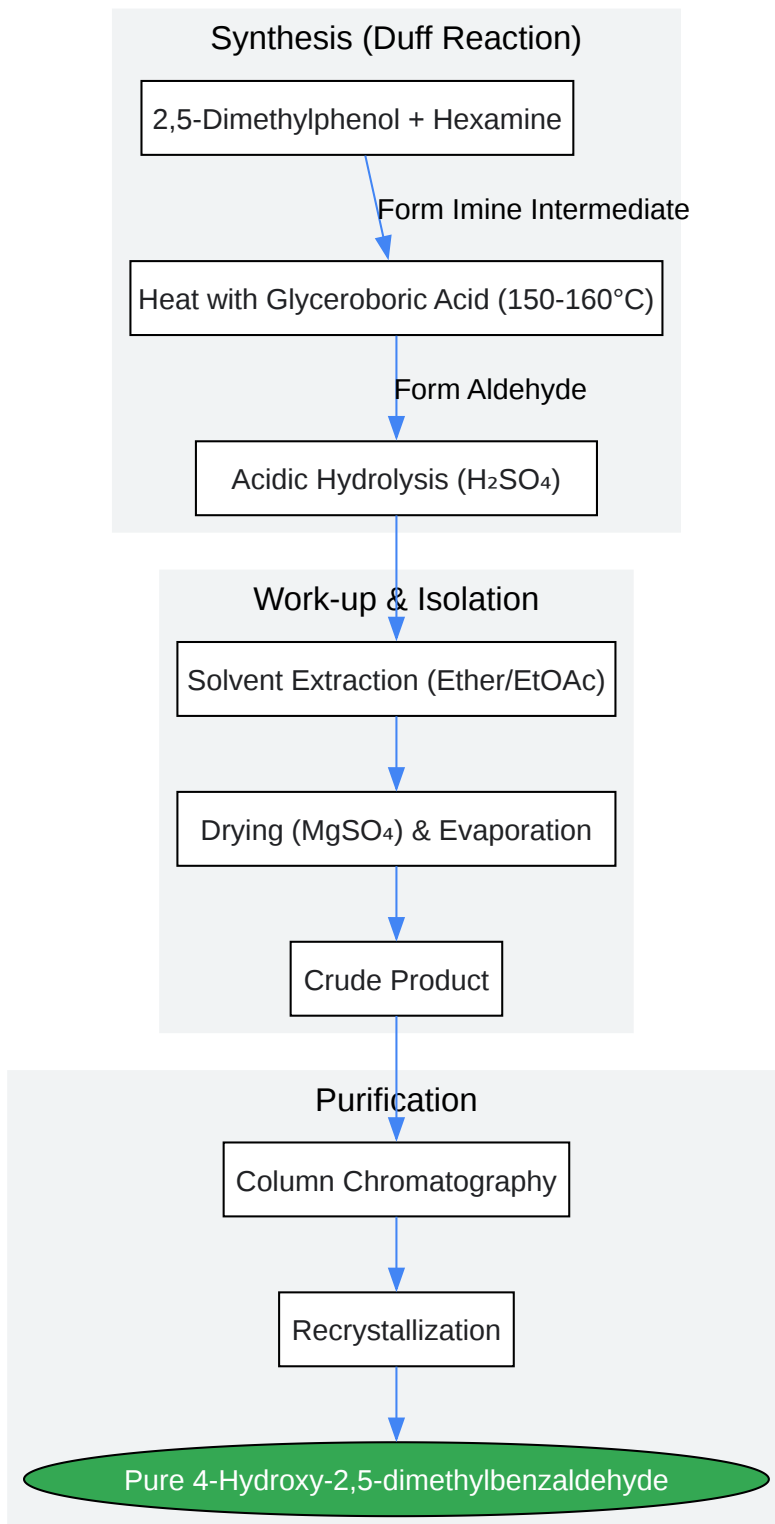 Synthesis (Duff Reaction)
2,5-Dimethylphenol + Hexamine
Form Imine Intermediate
Heat with Glyceroboric Acid (150-160°C)
Form Aldehyde
Acidic Hydrolysis (H₂SO₄)
Work-up & Isolation
Solvent Extraction (Ether/EtOAc)
Drying (MgSO₄) & Evaporation
Crude Product
Purification
Column Chromatography
Recrystallization
Pure 4-Hydroxy-2,5-dimethylbenzaldehyde